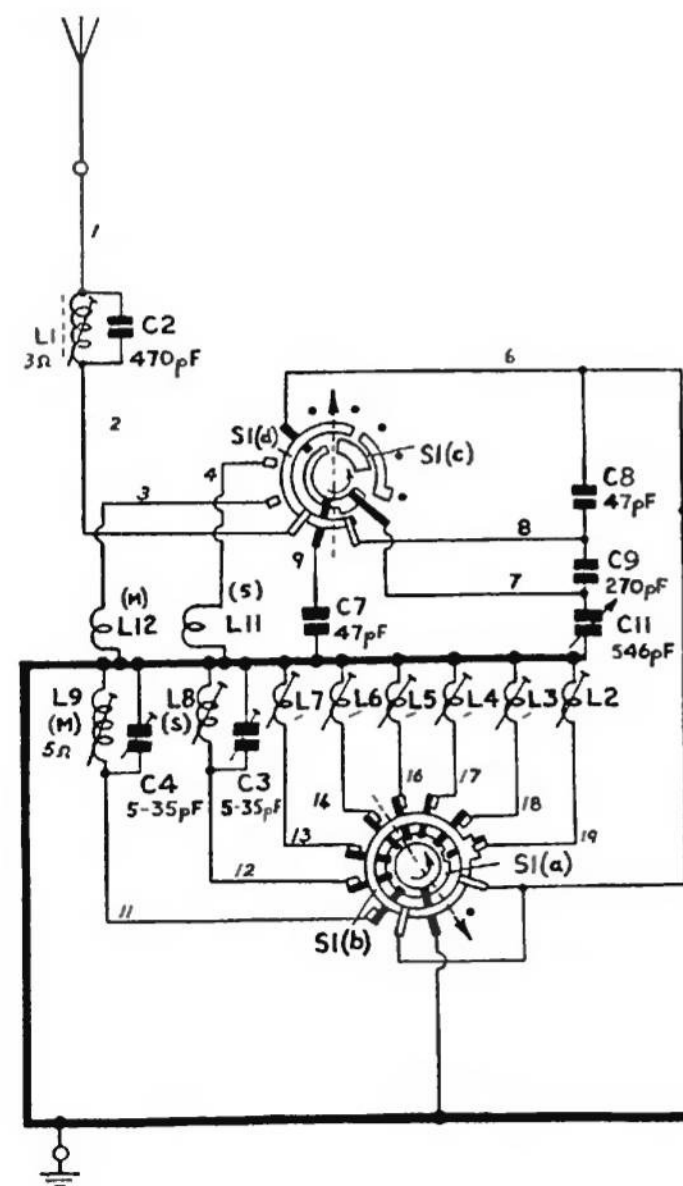 1
L1
3Ω
C2
470pF
2
3
4
S1(d)
S1(c)
6
8
7
9
C8
47pF
C9
270pF
C11
546pF
C7
47pF
(M)
L12
(S)
L11
L9
(M)
5Ω
C4
5-35pF
L8
(S)
C3
5-35pF
L7
L6
L5
L4
L3
L2
14
16
17
18
13
19
12
11
S1(a)
S1(b)